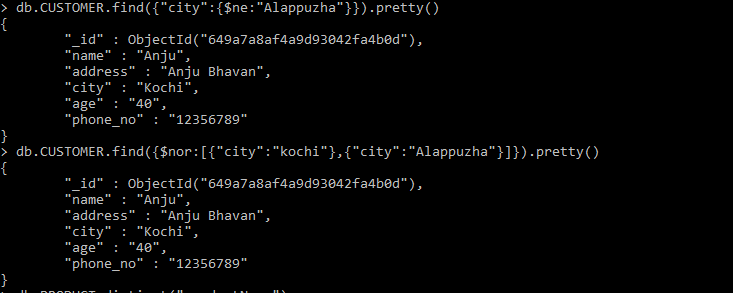 > db.CUSTOMER.find({"city":{$ne:"Alappuzha"}}).pretty()
{
        "_id" : ObjectId("649a7a8af4a9d93042fa4b0d"),
        "name" : "Anju",
        "address" : "Anju Bhavan",
        "city" : "Kochi",
        "age" : "40",
        "phone_no" : "12356789"
}
> db.CUSTOMER.find({$nor:[{"city":"kochi"},{"city":"Alappuzha"}]}).pretty()
{
        "_id" : ObjectId("649a7a8af4a9d93042fa4b0d"),
        "name" : "Anju",
        "address" : "Anju Bhavan",
        "city" : "Kochi",
        "age" : "40",
        "phone_no" : "12356789"
}